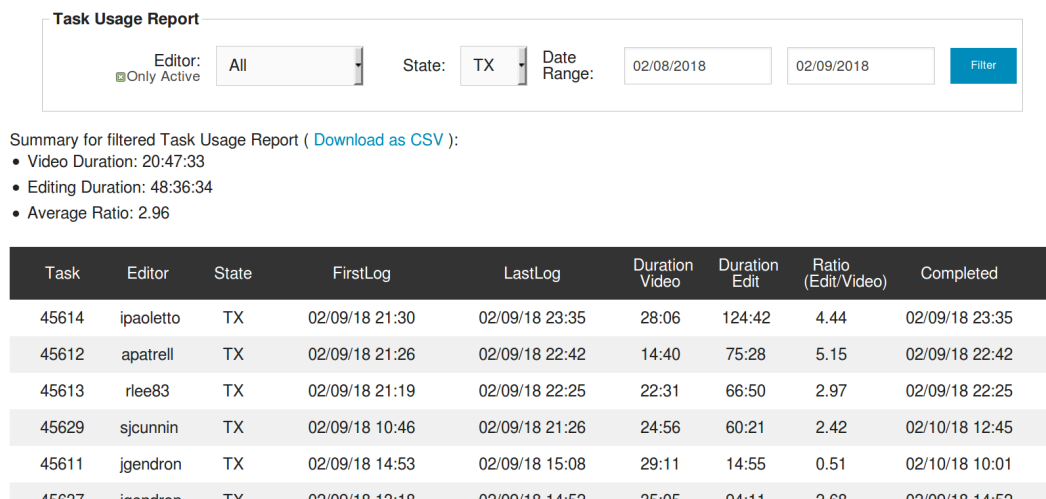 Task Usage Report
Editor: All State: TX Date Range: 02/08/2018 02/09/2018 Filter
Only Active
Summary for filtered Task Usage Report ( Download as CSV ):
• Video Duration: 20:47:33
• Editing Duration: 48:36:34
• Average Ratio: 2.96
Task Editor State FirstLog LastLog Duration Video Duration Edit Ratio (Edit/Video) Completed
45614 ipaoletto TX 02/09/18 21:30 02/09/18 23:35 28:06 124:42 4.44 02/09/18 23:35
45612 apatrell TX 02/09/18 21:26 02/09/18 22:42 14:40 75:28 5.15 02/09/18 22:42
45613 rlee83 TX 02/09/18 21:19 02/09/18 22:25 22:31 66:50 2.97 02/09/18 22:25
45629 sjcunnin TX 02/09/18 10:46 02/09/18 21:26 24:56 60:21 2.42 02/10/18 12:45
45611 jgendron TX 02/09/18 14:53 02/09/18 15:08 29:11 14:55 0.51 02/10/18 10:01